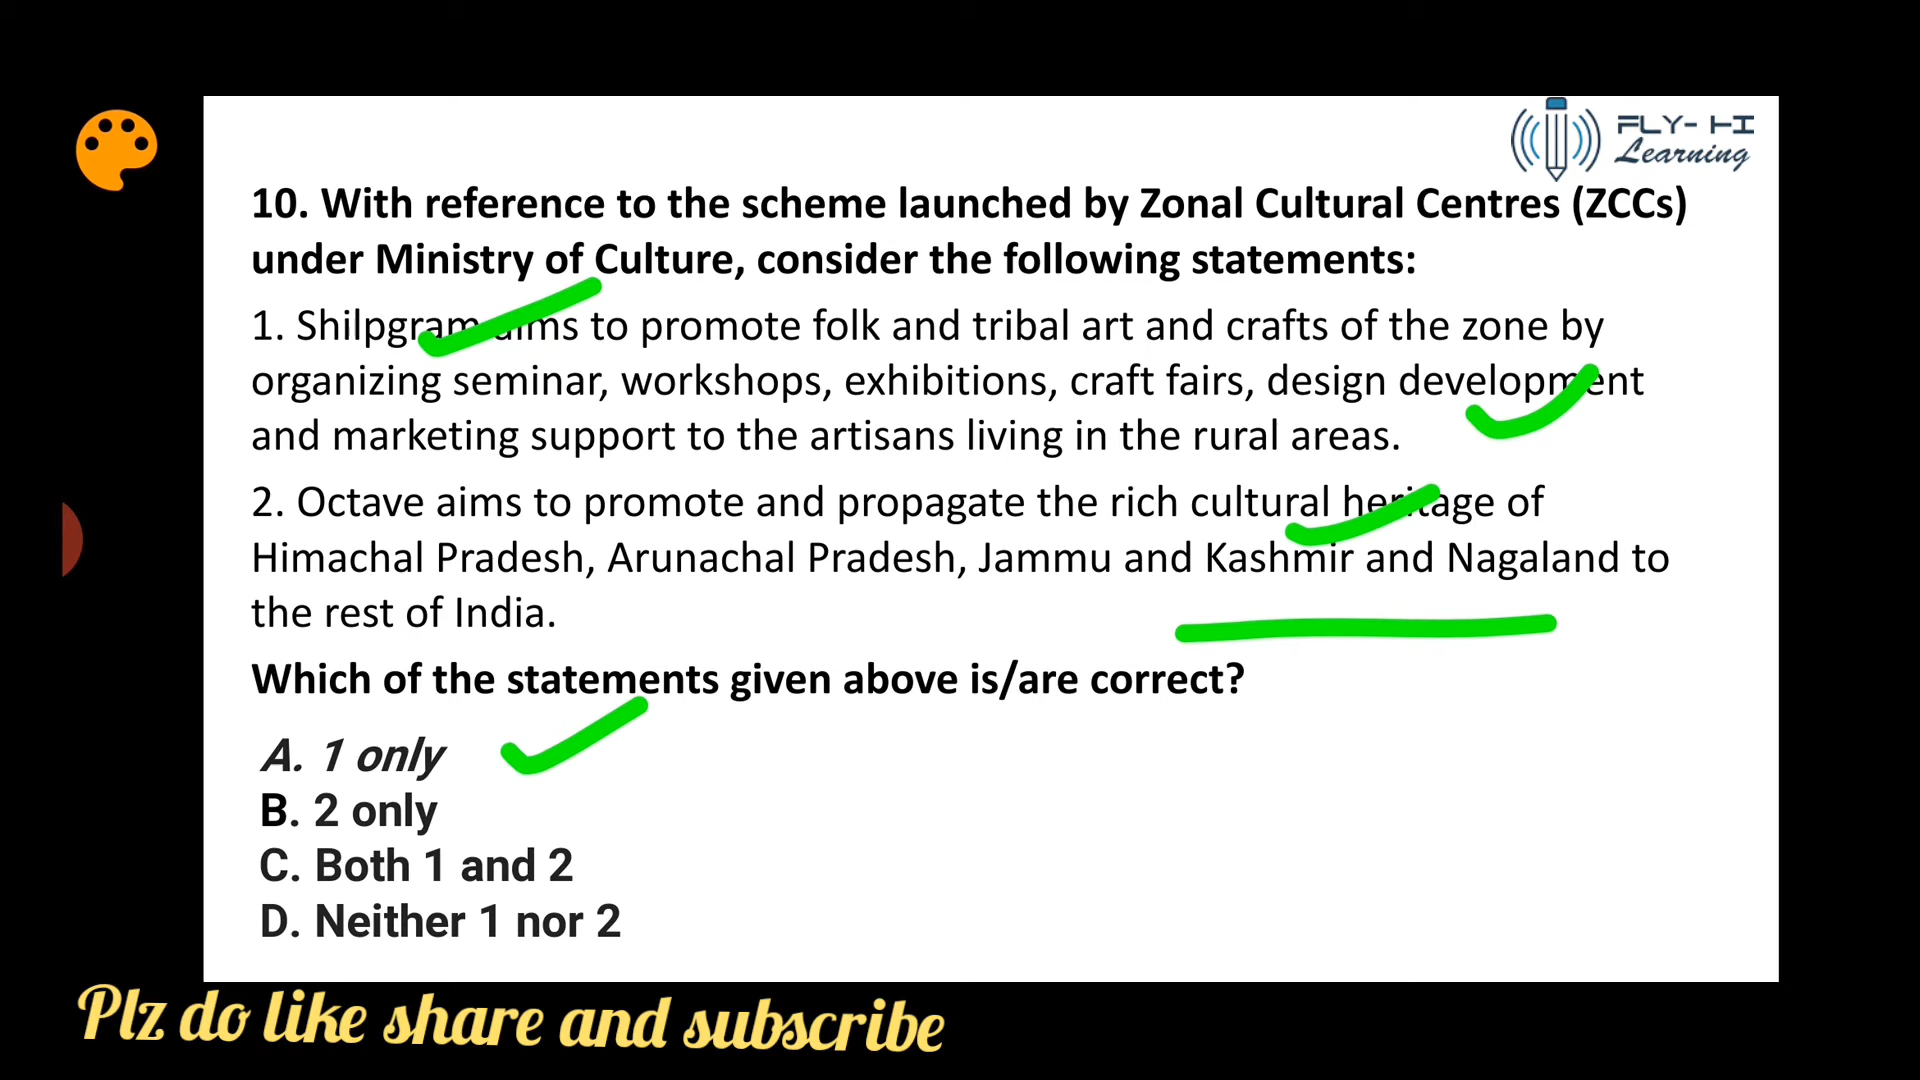 FLY-HI
Learning
10. With reference to the scheme launched by Zonal Cultural Centres (ZCCs)
under Ministry of Culture, consider the following statements:
1. Shilpgram aims to promote folk and tribal art and crafts of the zone by
organizing seminar, workshops, exhibitions, craft fairs, design development
and marketing support to the artisans living in the rural areas.
2. Octave aims to promote and propagate the rich cultural heritage of
Himachal Pradesh, Arunachal Pradesh, Jammu and Kashmir and Nagaland to
the rest of India.
Which of the statements given above is/are correct?
A. 1 only
B. 2 only
C. Both 1 and 2
D. Neither 1 nor 2
Plz do like share and subscribe